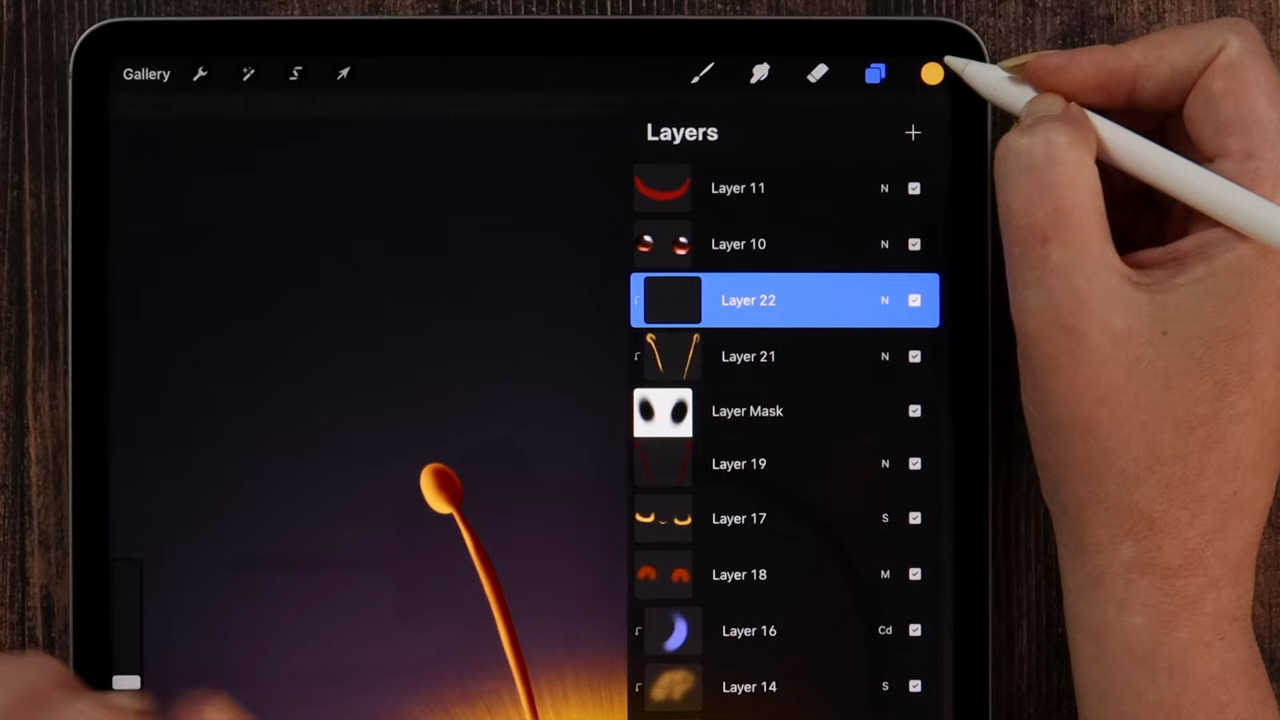 Gallery
Layers
Layer 11 N
Layer 10 N
Layer 22 N
Layer 21 N
Layer Mask
Layer 19 N
Layer 17 S
Layer 18 M
Layer 16 Cd
Layer 14 S